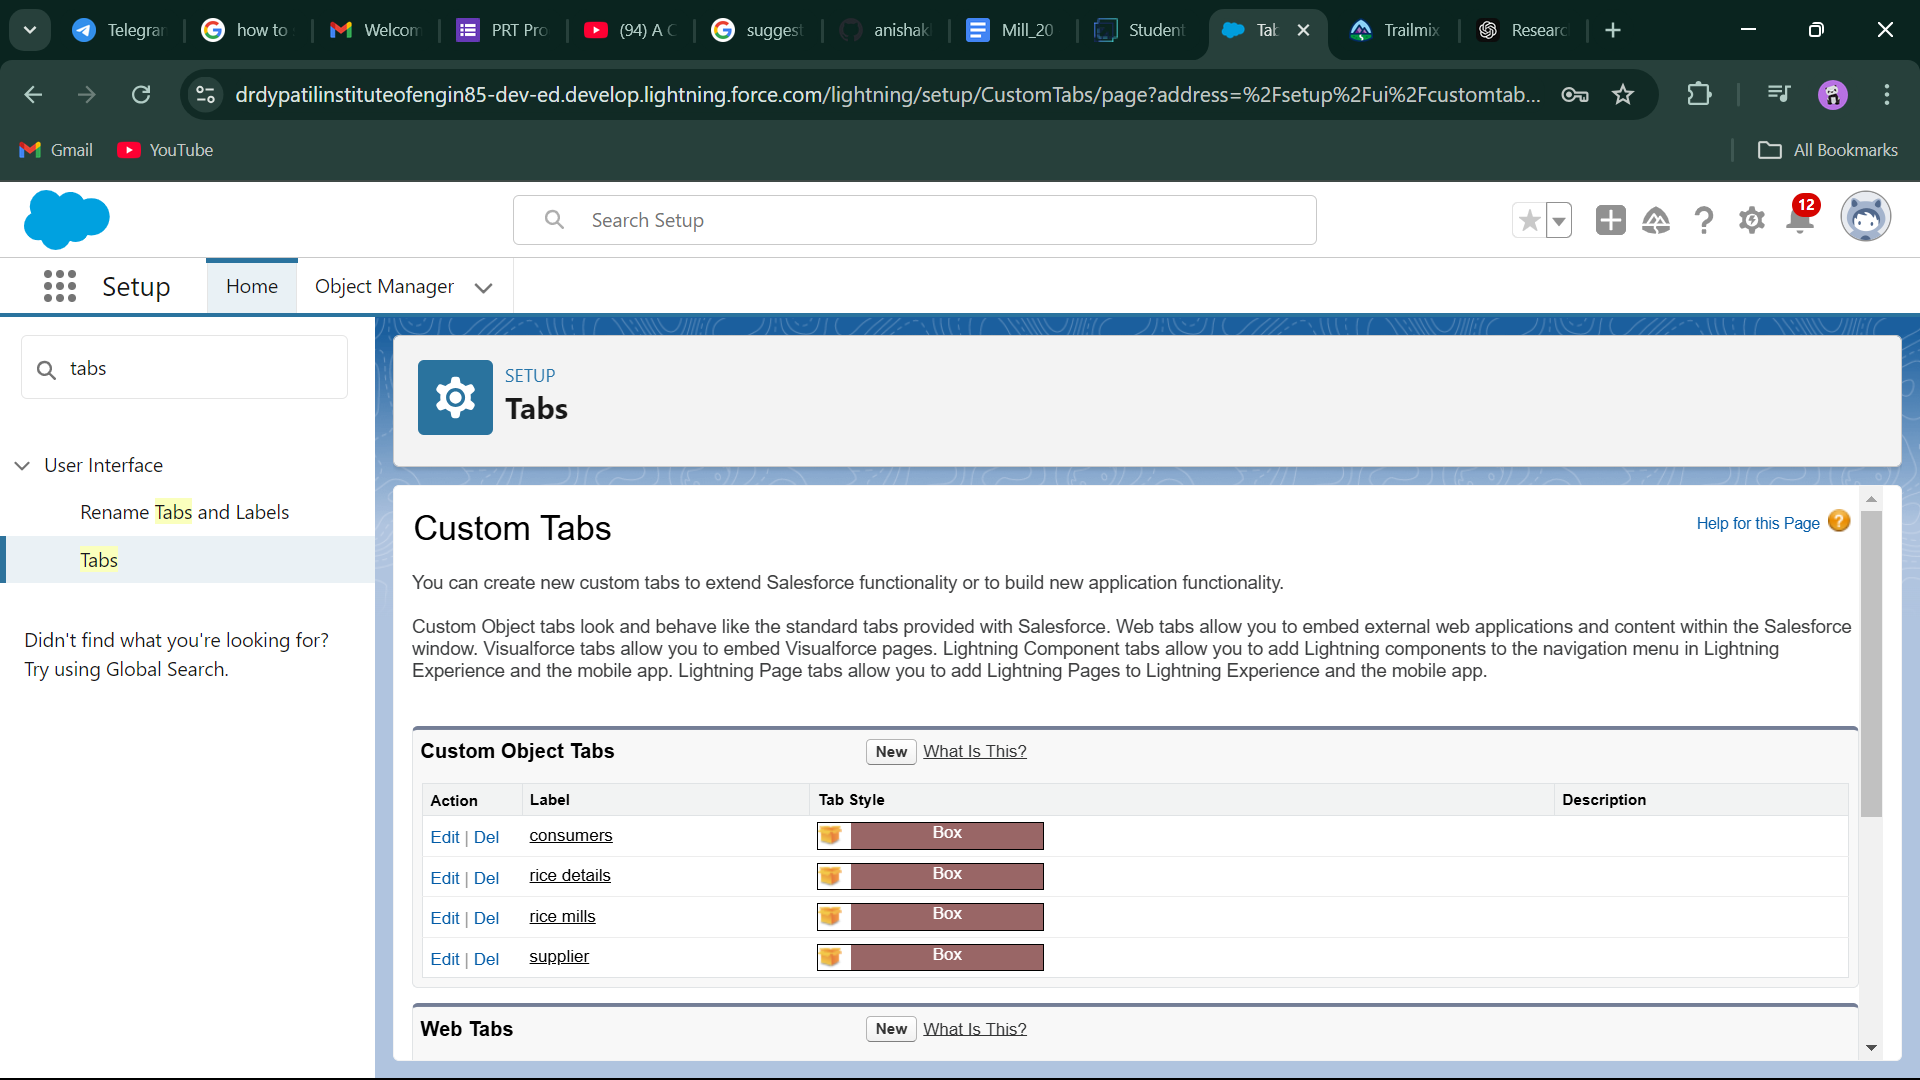 Telegram
how to
Welcom
PRT Pro
(94) A C
suggest
anishak
Mill_20
Student
Tab
Trailmix
Research
drdypatilinstituteofengin85-dev-ed.develop.lightning.force.com/lightning/setup/CustomTabs/page?address=%2Fsetup%2Fui%2Fcustomtab...
Gmail
YouTube
All Bookmarks
Search Setup
12
Setup
Home
Object Manager
tabs
User Interface
Rename Tabs and Labels
Tabs
Didn't find what you're looking for?
Try using Global Search.
SETUP
Tabs
Custom Tabs
Help for this Page ?
You can create new custom tabs to extend Salesforce functionality or to build new application functionality.
Custom Object tabs look and behave like the standard tabs provided with Salesforce. Web tabs allow you to embed external web applications and content within the Salesforce
window. Visualforce tabs allow you to embed Visualforce pages. Lightning Component tabs allow you to add Lightning components to the navigation menu in Lightning
Experience and the mobile app. Lightning Page tabs allow you to add Lightning Pages to Lightning Experience and the mobile app.
Custom Object Tabs New What Is This?
Action Label Tab Style Description
Edit | Del consumers Box
Edit | Del rice details Box
Edit | Del rice mills Box
Edit | Del supplier Box
Web Tabs New What Is This?